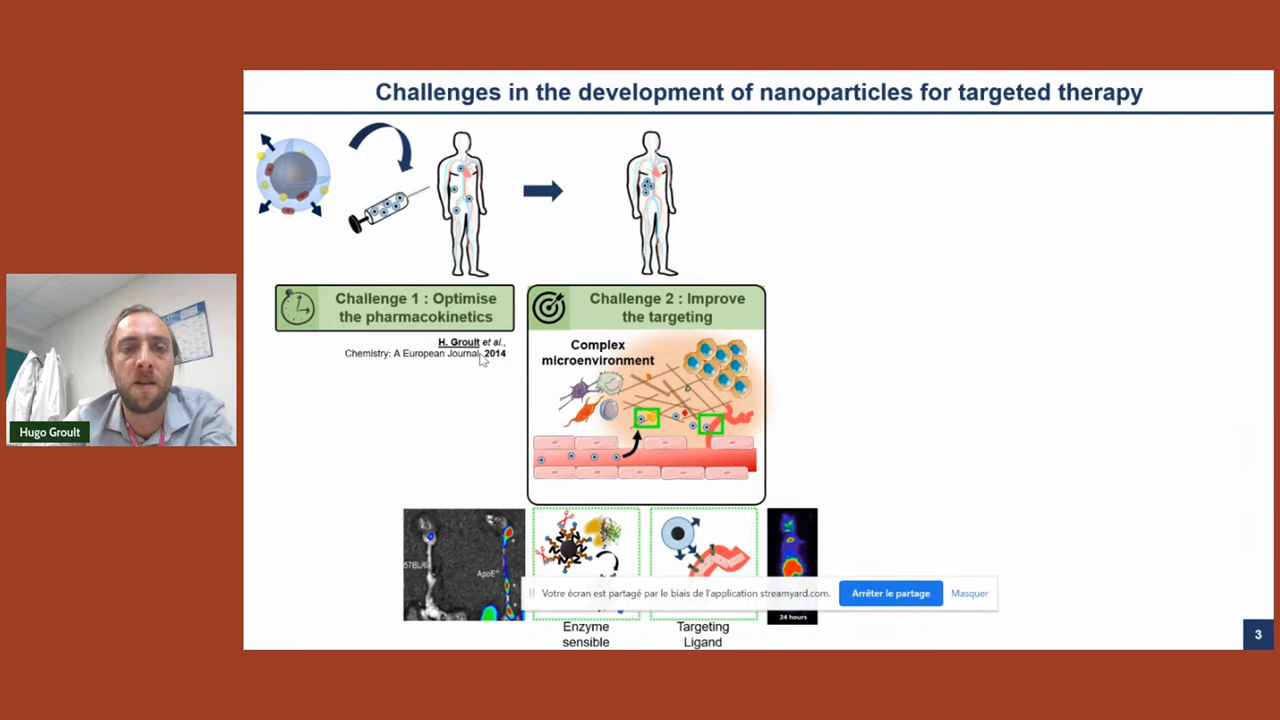 Challenges in the development of nanoparticles for targeted therapy
Challenge 1 : Optimise
the pharmacokinetics
H. Groult et al.,
Chemistry: A European Journal, 2014
Challenge 2 : Improve
the targeting
Complex
microenvironment
Hugo Groult
57BL/6
ApoE
Votre écran est partagé par le biais de l'application streamyard.com.
Arrêter le partage
Masquer
24 hours
Enzyme
sensible
Targeting
Ligand
3